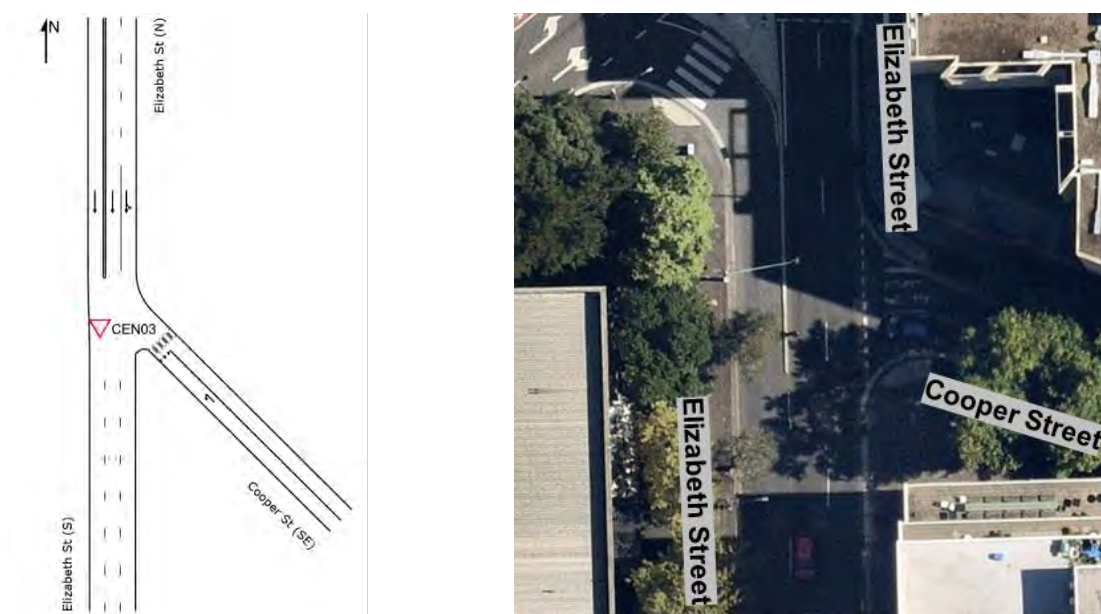 N
Elizabeth St (N)
CEN03
Cooper St (SE)
Elizabeth St (S)
Elizabeth Street
Cooper Street
Elizabeth Street